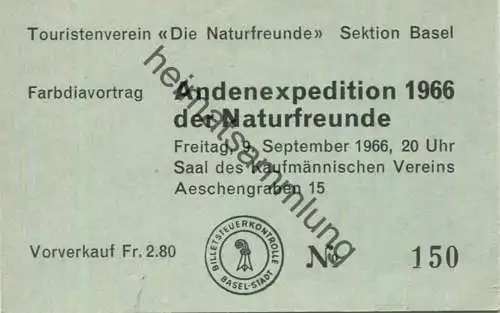 Touristenverein «Die Naturfreunde» Sektion Basel
Farbdiavortrag Andenexpedition 1966
der Naturfreunde
Freitag, 9. September 1966, 20 Uhr
Saal des Kaufmännischen Vereins
Aeschengraben 15
Vorverkauf Fr. 2.80
BILLETSTEUERKONTROLLE
BASEL-STADT
№ 150
heimatsammlung